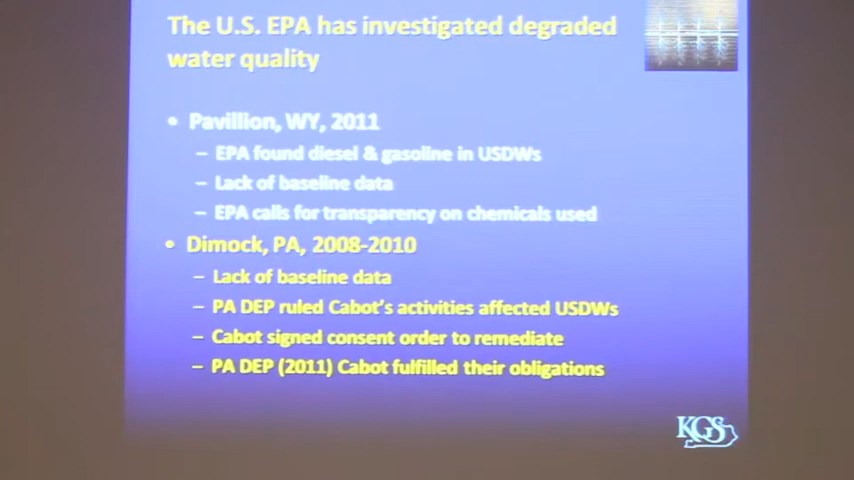 The U.S. EPA has investigated degraded
water quality
• Pavillion, WY, 2011
– EPA found diesel & gasoline in USDWs
– Lack of baseline data
– EPA calls for transparency on chemicals used
• Dimock, PA, 2008-2010
– Lack of baseline data
– PA DEP ruled Cabot's activities affected USDWs
– Cabot signed consent order to remediate
– PA DEP (2011) Cabot fulfilled their obligations
KGS